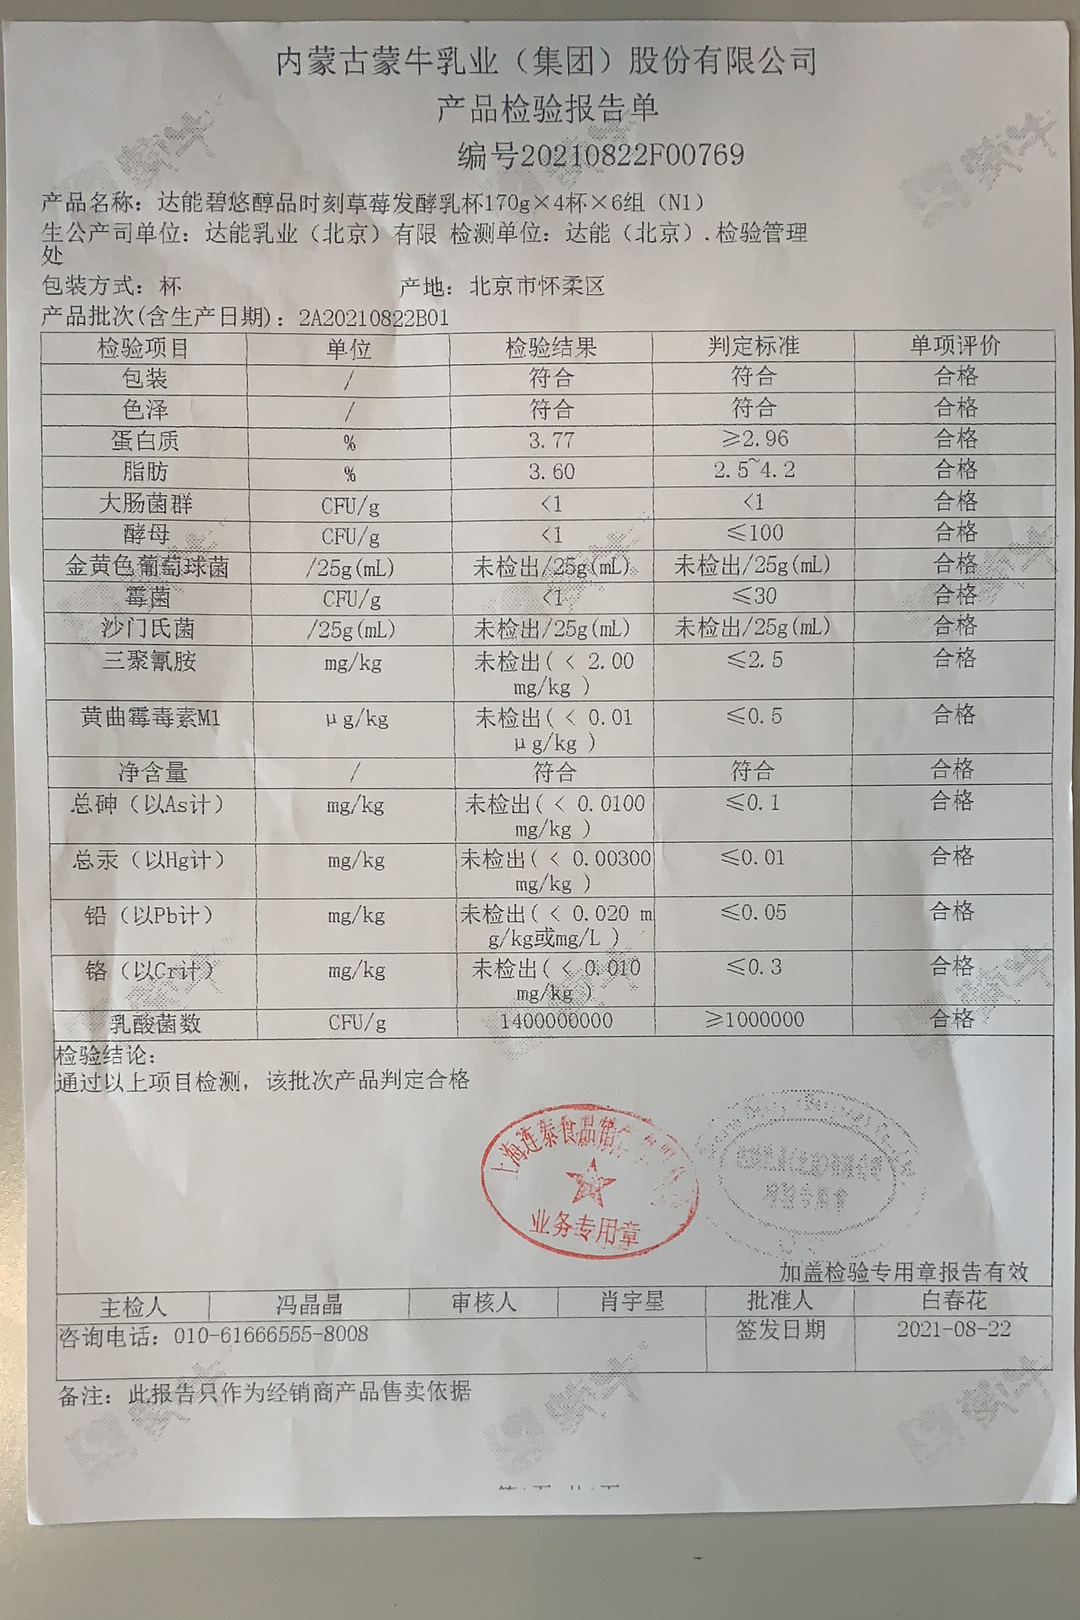 内蒙古蒙牛乳业（集团）股份有限公司
产品检验报告单
编号20210822F00769
产品名称：达能碧悠醇品时刻草莓发酵乳杯170g×4杯×6组（N1）
生公产司单位：达能乳业（北京）有限 检测单位：达能（北京）.检验管理
处
包装方式：杯 产地：北京市怀柔区
产品批次(含生产日期)：2A20210822B01
检验项目 单位 检验结果 判定标准 单项评价
包装 / 符合 符合 合格
色泽 / 符合 符合 合格
蛋白质 % 3.77 ≥2.96 合格
脂肪 % 3.60 2.5~4.2 合格
大肠菌群 CFU/g <1 <1 合格
酵母 CFU/g <1 ≤100 合格
金黄色葡萄球菌 /25g(mL) 未检出/25g(mL) 未检出/25g(mL) 合格
霉菌 CFU/g <1 ≤30 合格
沙门氏菌 /25g(mL) 未检出/25g(mL) 未检出/25g(mL) 合格
三聚氰胺 mg/kg 未检出( < 2.00 ≤2.5 合格
mg/kg )
黄曲霉毒素M1 μg/kg 未检出( < 0.01 ≤0.5 合格
μg/kg )
净含量 / 符合 符合 合格
总砷（以As计） mg/kg 未检出( < 0.0100 ≤0.1 合格
mg/kg )
总汞（以Hg计） mg/kg 未检出( < 0.00300 ≤0.01 合格
mg/kg )
铅（以Pb计） mg/kg 未检出( < 0.020 m ≤0.05 合格
g/kg或mg/L )
铬（以Cr计） mg/kg 未检出( < 0.010 ≤0.3 合格
mg/kg )
乳酸菌数 CFU/g 1400000000 ≥1000000 合格
检验结论：
通过以上项目检测，该批次产品判定合格
上海连泰食品销
业务专用章
加盖检验专用章报告有效
主检人 冯晶晶 审核人 肖宇星 批准人 白春花
咨询电话：010-61666555-8008 签发日期 2021-08-22
备注：此报告只作为经销商产品售卖依据
蒙牛